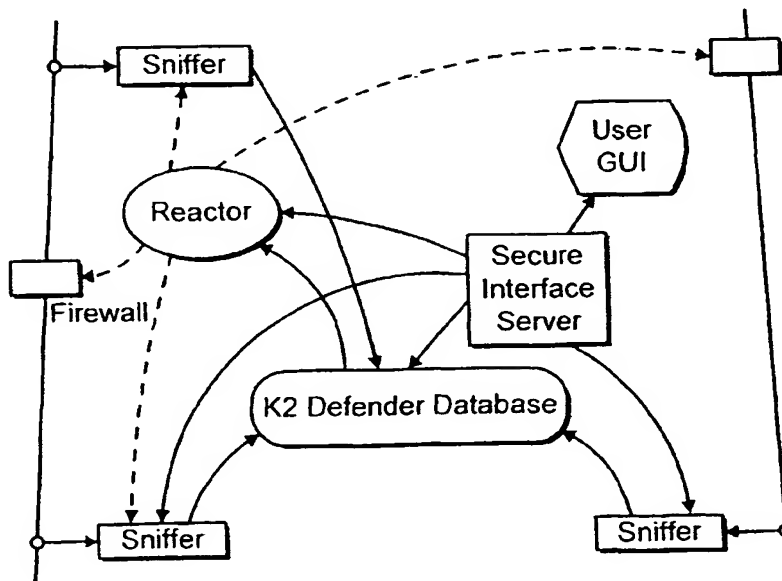 Sniffer
User
GUI
Reactor
Secure
Interface
Server
Firewall
K2 Defender Database
Sniffer
Sniffer